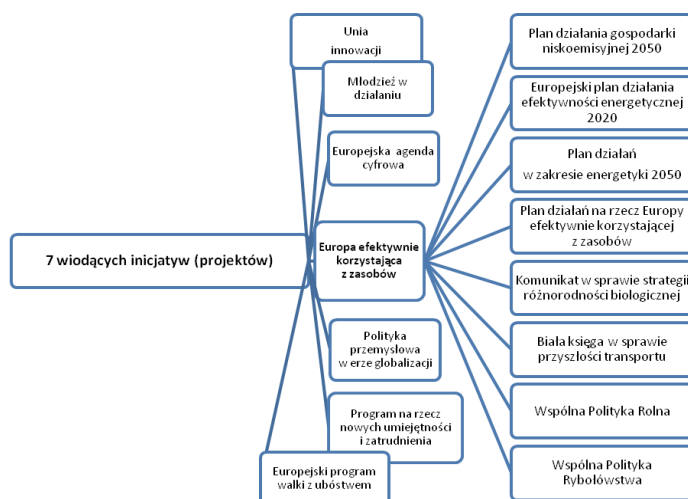 7 wiodących inicjatyw (projektów)
Unia
innowacji
Młodzież w
działaniu
Europejska agenda
cyfrowa
Europa efektywnie
korzystająca
z zasobów
Polityka
przemysłowa
w erze globalizacji
Program na rzecz
nowych umiejętności
i zatrudnienia
Europejski program
walki z ubóstwem
Plan działania gospodarki
niskoemisyjnej 2050
Europejski plan działania
efektywności energetycznej
2020
Plan działań
w zakresie energetyki 2050
Plan działań na rzecz Europy
efektywnie korzystającej
z zasobów
Komunikat w sprawie strategii
różnorodności biologicznej
Biała księga w sprawie
przyszłości transportu
Wspólna Polityka Rolna
Wspólna Polityka
Rybołówstwa